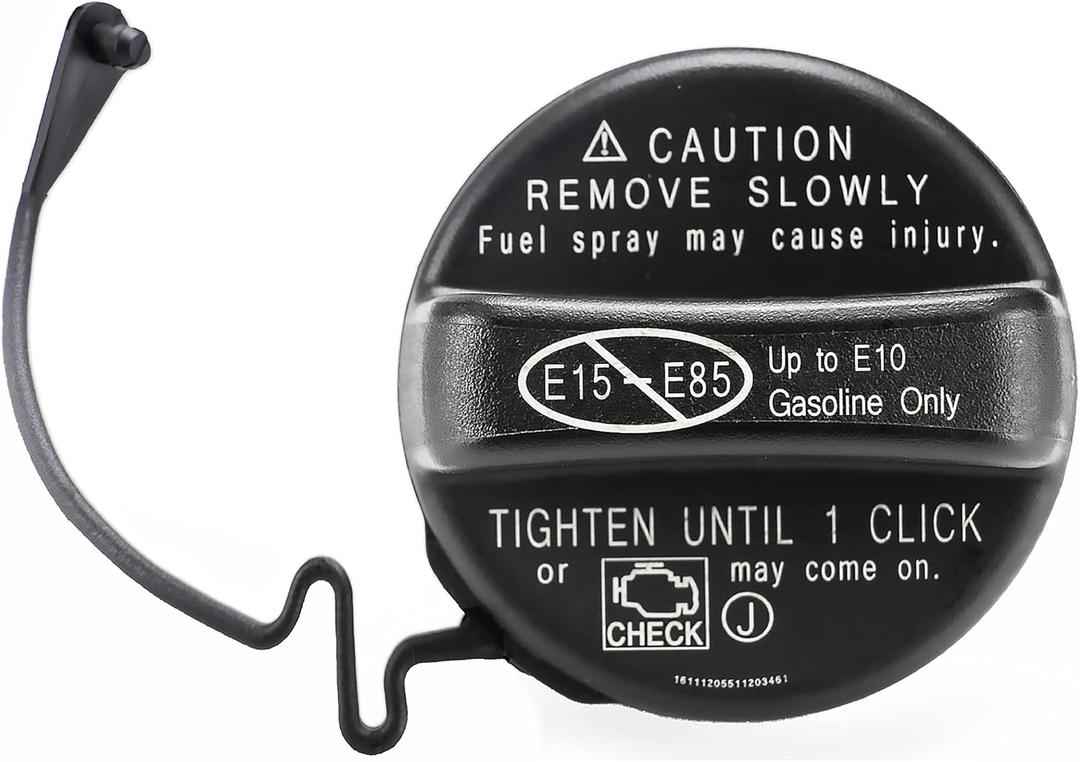 ⚠ CAUTION
REMOVE SLOWLY
Fuel spray may cause injury.
E15-E85
Up to E10
Gasoline Only
TIGHTEN UNTIL 1 CLICK
or CHECK may come on.
J
16111205511203461